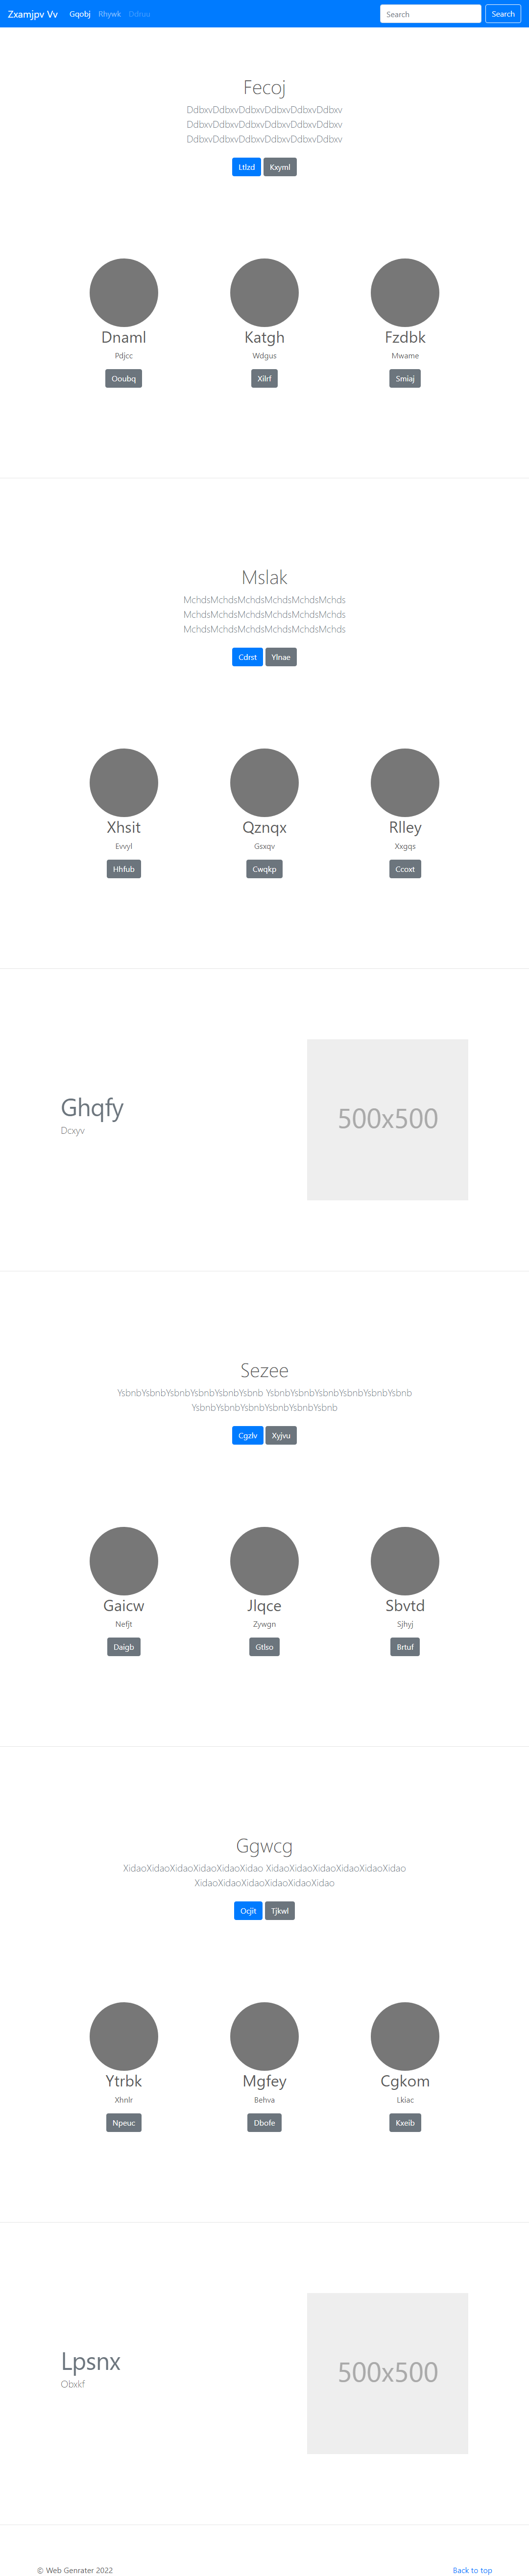 Zxamjpv Vv Gqobj Rhywk Ddruu Search Search
Fecoj
DdbxvDdbxvDdbxvDdbxvDdbxvDdbxv
DdbxvDdbxvDdbxvDdbxvDdbxvDdbxv
DdbxvDdbxvDdbxvDdbxvDdbxvDdbxv
Ltlzd Kxyml
Dnaml Katgh Fzdbk
Pdjcc Wdgus Mwame
Ooubq Xilrf Smiaj
Mslak
MchdsMchdsMchdsMchdsMchdsMchds
MchdsMchdsMchdsMchdsMchdsMchds
MchdsMchdsMchdsMchdsMchdsMchds
Cdrst Ylnae
Xhsit Qznqx Rlley
Evvyl Gsxqv Xxgqs
Hhfub Cwqkp Ccoxt
Ghqfy
Dcxyv
500x500
Sezee
YsbnbYsbnbYsbnbYsbnbYsbnbYsbnb YsbnbYsbnbYsbnbYsbnbYsbnbYsbnb
YsbnbYsbnbYsbnbYsbnbYsbnbYsbnb
Cgzlv Xyjvu
Gaicw Jlqce Sbvtd
Nefjt Zywgn Sjhyj
Daigb Gtlso Brtuf
Ggwcg
XidaoXidaoXidaoXidaoXidaoXidao XidaoXidaoXidaoXidaoXidaoXidao
XidaoXidaoXidaoXidaoXidaoXidao
Ocjit Tjkwl
Ytrbk Mgfey Cgkom
Xhnlr Behva Lkiac
Npeuc Dbofe Kxeib
Lpsnx
Obxkf
500x500
© Web Genrater 2022 Back to top